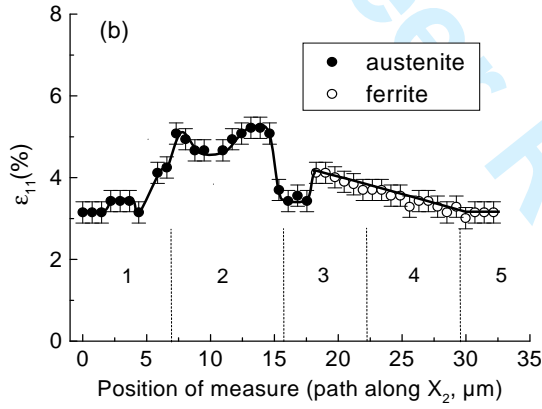 (b)
austenite
ferrite
ε11(%)
8
6
4
2
0
1 2 3 4 5
0 5 10 15 20 25 30 35
Position of measure (path along X2, µm)